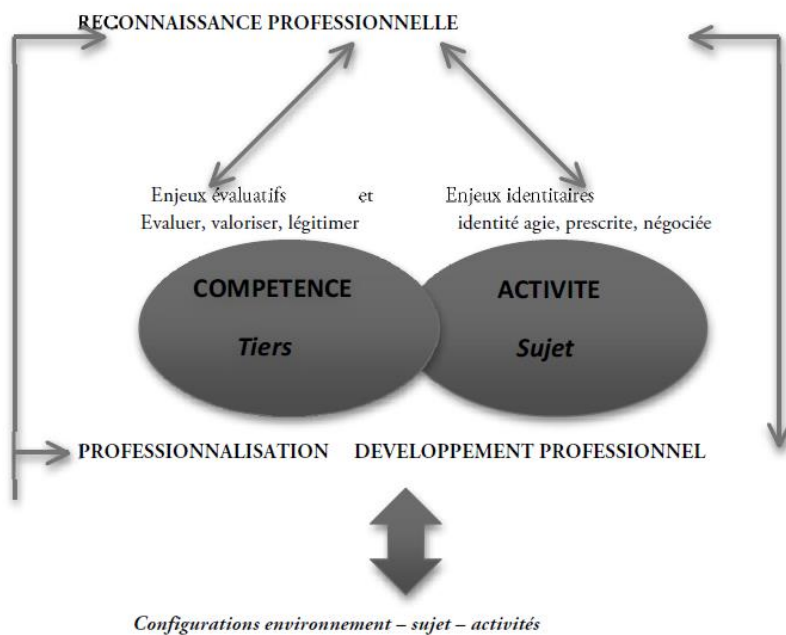 RECONNAISSANCE PROFESSIONNELLE
Enjeux évaluatifs et Enjeux identitaires
Evaluer, valoriser, légitimer identité agie, prescrite, négociée
COMPETENCE ACTIVITE
Tiers Sujet
PROFESSIONNALISATION DEVELOPPEMENT PROFESSIONNEL
Configurations environnement – sujet – activités